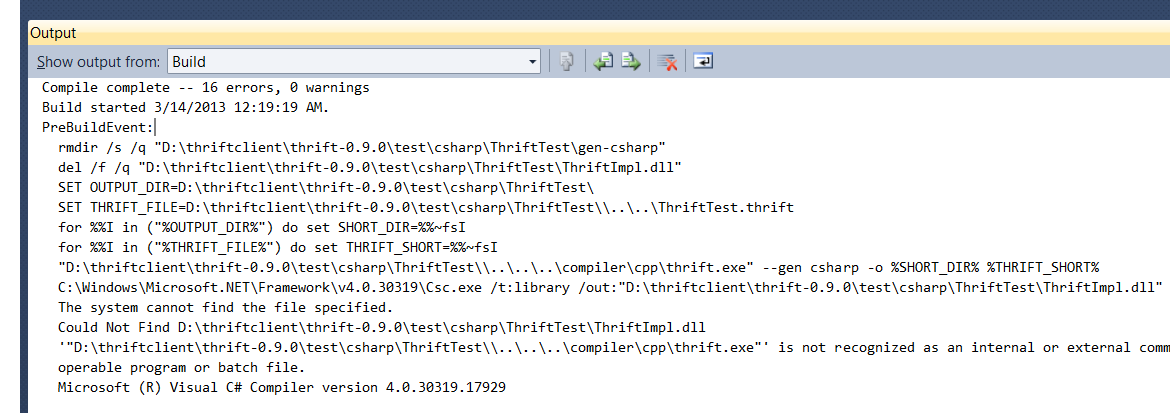 Output
Show output from: Build
Compile complete -- 16 errors, 0 warnings
Build started 3/14/2013 12:19:19 AM.
PreBuildEvent:
rmdir /s /q "D:\thriftclient\thrift-0.9.0\test\csharp\ThriftTest\gen-csharp"
del /f /q "D:\thriftclient\thrift-0.9.0\test\csharp\ThriftTest\ThriftImpl.dll"
SET OUTPUT_DIR=D:\thriftclient\thrift-0.9.0\test\csharp\ThriftTest\
SET THRIFT_FILE=D:\thriftclient\thrift-0.9.0\test\csharp\ThriftTest\\..\..\ThriftTest.thrift
for %%I in ("%OUTPUT_DIR%") do set SHORT_DIR=%%~fsI
for %%I in ("%THRIFT_FILE%") do set THRIFT_SHORT=%%~fsI
"D:\thriftclient\thrift-0.9.0\test\csharp\ThriftTest\\..\..\..\compiler\cpp\thrift.exe" --gen csharp -o %SHORT_DIR% %THRIFT_SHORT%
C:\Windows\Microsoft.NET\Framework\v4.0.30319\Csc.exe /t:library /out:"D:\thriftclient\thrift-0.9.0\test\csharp\ThriftTest\ThriftImpl.dll"
The system cannot find the file specified.
Could Not Find D:\thriftclient\thrift-0.9.0\test\csharp\ThriftTest\ThriftImpl.dll
'"D:\thriftclient\thrift-0.9.0\test\csharp\ThriftTest\\..\..\..\compiler\cpp\thrift.exe"' is not recognized as an internal or external comm
operable program or batch file.
Microsoft (R) Visual C# Compiler version 4.0.30319.17929